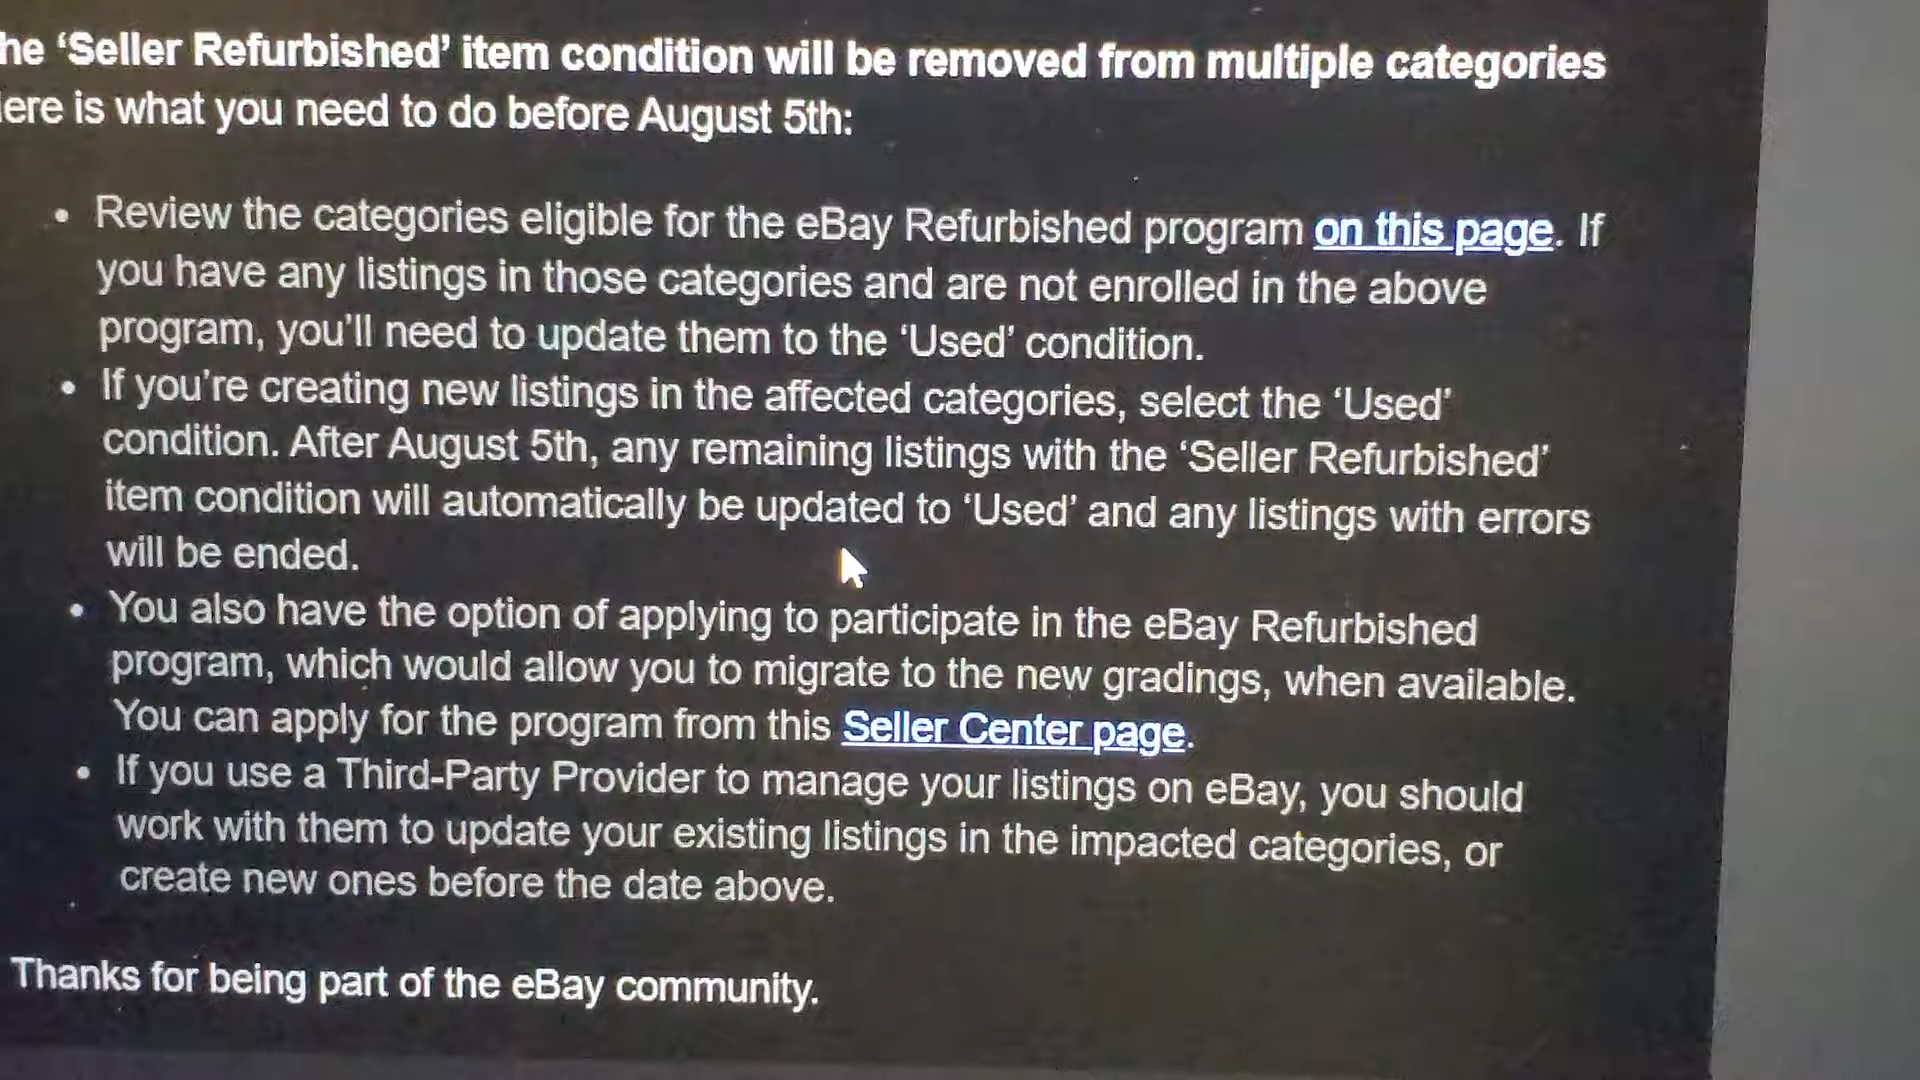 he ‘Seller Refurbished’ item condition will be removed from multiple categories
ere is what you need to do before August 5th:
• Review the categories eligible for the eBay Refurbished program on this page. If
you have any listings in those categories and are not enrolled in the above
program, you’ll need to update them to the ‘Used’ condition.
• If you’re creating new listings in the affected categories, select the ‘Used’
condition. After August 5th, any remaining listings with the ‘Seller Refurbished’
item condition will automatically be updated to ‘Used’ and any listings with errors
will be ended.
• You also have the option of applying to participate in the eBay Refurbished
program, which would allow you to migrate to the new gradings, when available.
You can apply for the program from this Seller Center page.
• If you use a Third-Party Provider to manage your listings on eBay, you should
work with them to update your existing listings in the impacted categories, or
create new ones before the date above.
Thanks for being part of the eBay community.